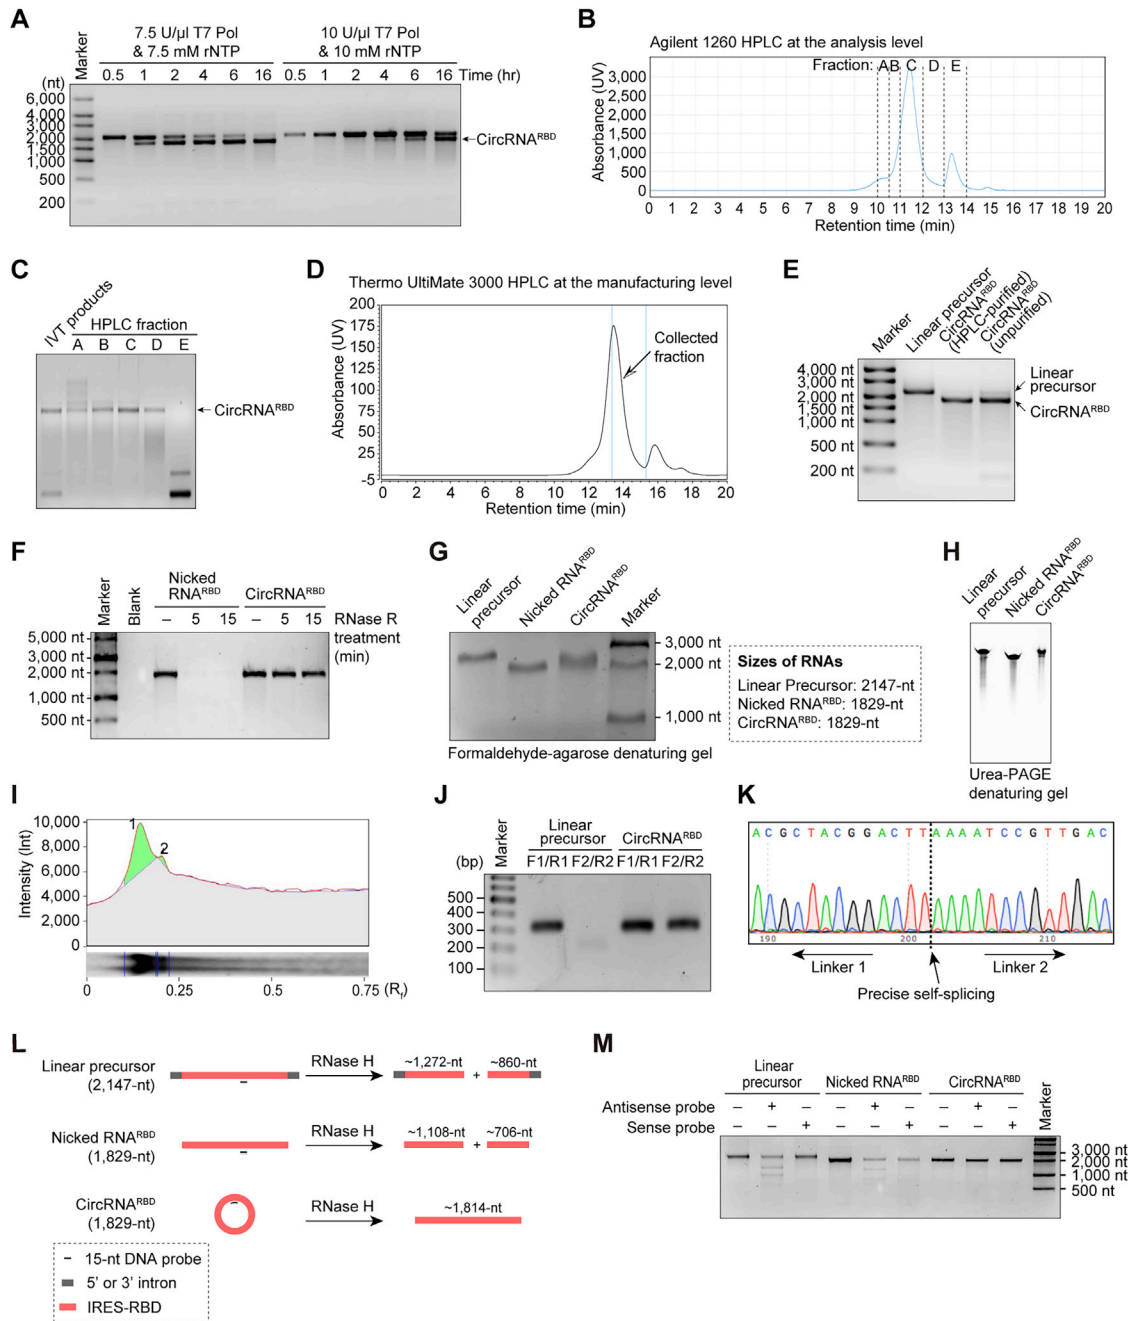 A
7.5 U/µl T7 Pol
& 7.5 mM rNTP
10 U/µl T7 Pol
& 10 mM rNTP
Marker
(nt)
0.5 1 2 4 6 16 0.5 1 2 4 6 16 Time (hr)
6,000
4,000
3,000
2,000
1,500
1,000
500
200
CircRNA^RBD
B
Agilent 1260 HPLC at the analysis level
Fraction: A B C D E
Absorbance (UV)
3,000
2,500
2,000
1,500
1,000
500
0
0 1 2 3 4 5 6 7 8 9 10 11 12 13 14 15 16 17 18 19 20
Retention time (min)
C
IVT products
HPLC fraction
A B C D E
CircRNA^RBD
D
Thermo UltiMate 3000 HPLC at the manufacturing level
Absorbance (UV)
200
175
150
125
100
75
50
25
-5
Collected
fraction
0 2 4 6 8 10 12 14 16 18 20
Retention time (min)
E
Marker
Linear precursor
CircRNA^RBD
(HPLC-purified)
CircRNA^RBD
(unpurified)
4,000 nt
3,000 nt
2,000 nt
1,500 nt
1,000 nt
500 nt
200 nt
Linear
precursor
CircRNA^RBD
F
Marker
Blank
Nicked
RNA^RBD
CircRNA^RBD
– 5 15 – 5 15
RNase R
treatment
(min)
5,000 nt
3,000 nt
2,000 nt
1,000 nt
500 nt
G
Linear
precursor
Nicked RNA^RBD
CircRNA^RBD
Marker
3,000 nt
2,000 nt
1,000 nt
Formaldehyde-agarose denaturing gel
Sizes of RNAs
Linear Precursor: 2147-nt
Nicked RNA^RBD: 1829-nt
CircRNA^RBD: 1829-nt
H
Linear
precursor
Nicked RNA^RBD
CircRNA^RBD
Urea-PAGE
denaturing gel
I
Intensity (Int)
10,000
8,000
6,000
4,000
2,000
0
1
2
0 0.25 0.5 0.75
(Rf)
J
Marker
Linear
precursor
CircRNA^RBD
(bp)
F1/R1 F2/R2 F1/R1 F2/R2
500
400
300
200
100
K
A C G C T A C G G A C T T A A A A T C C G T T G A C
190 200 210
Linker 1
Linker 2
Precise self-splicing
L
Linear precursor
(2,147-nt)
RNase H
~1,272-nt + ~860-nt
Nicked RNA^RBD
(1,829-nt)
RNase H
~1,108-nt + ~706-nt
CircRNA^RBD
(1,829-nt)
RNase H
~1,814-nt
15-nt DNA probe
5' or 3' intron
IRES-RBD
M
Linear
precursor
Nicked RNA^RBD
CircRNA^RBD
Marker
Antisense probe – + – – + – – + –
Sense probe – – + – – + – – +
3,000 nt
2,000 nt
1,000 nt
500 nt